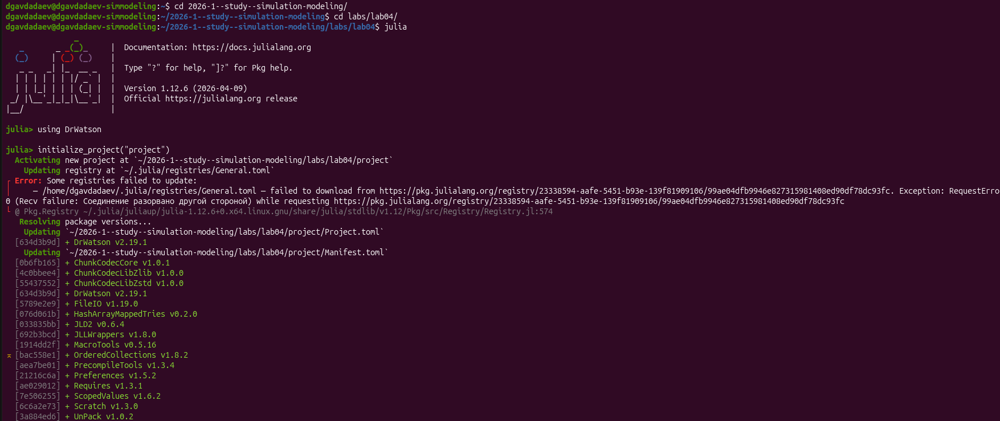 dgavdadaev@dgavdadaev-simmodeling:~$ cd 2026-1--study--simulation-modeling/
dgavdadaev@dgavdadaev-simmodeling:~/2026-1--study--simulation-modeling$ cd labs/lab04/
dgavdadaev@dgavdadaev-simmodeling:~/2026-1--study--simulation-modeling/labs/lab04$ julia
               _
   _       _ _(_)_     |  Documentation: https://docs.julialang.org
  (_)     | (_) (_)    |
   _ _   _| |_  __ _   |  Type "?" for help, "]?" for Pkg help.
  | | | | | | |/ _` |  |
  | | |_| | | | (_| |  |  Version 1.12.6 (2026-04-09)
 _/ |\__'_|_|_|\__'_|  |  Official https://julialang.org release
|__/                   |
julia> using DrWatson
julia> initialize_project("project")
  Activating new project at `~/2026-1--study--simulation-modeling/labs/lab04/project`
    Updating registry at `~/.julia/registries/General.toml`
┌ Error: Some registries failed to update:
│     — /home/dgavdadaev/.julia/registries/General.toml — failed to download from https://pkg.julialang.org/registry/23338594-aafe-5451-b93e-139f81909106/99ae04dfb9946e827315981408ed90df78dc93fc. Exception: RequestErro
0 (Recv failure: Соединение разорвано другой стороной) while requesting https://pkg.julialang.org/registry/23338594-aafe-5451-b93e-139f81909106/99ae04dfb9946e827315981408ed90df78dc93fc
└ @ Pkg.Registry ~/.julia/juliaup/julia-1.12.6+0.x64.linux.gnu/share/julia/stdlib/v1.12/Pkg/src/Registry/Registry.jl:574
   Resolving package versions...
    Updating `~/2026-1--study--simulation-modeling/labs/lab04/project/Project.toml`
  [634d3b9d] + DrWatson v2.19.1
    Updating `~/2026-1--study--simulation-modeling/labs/lab04/project/Manifest.toml`
  [0b6fb165] + ChunkCodecCore v1.0.1
  [4c0bbee4] + ChunkCodecLibZlib v1.0.0
  [55437552] + ChunkCodecLibZstd v1.0.0
  [634d3b9d] + DrWatson v2.19.1
  [5789e2e9] + FileIO v1.19.0
  [076d061b] + HashArrayMappedTries v0.2.0
  [033835bb] + JLD2 v0.6.4
  [692b3bcd] + JLLWrappers v1.8.0
  [1914dd2f] + MacroTools v0.5.16
⌅ [bac558e1] + OrderedCollections v1.8.2
  [aea7be01] + PrecompileTools v1.3.4
  [21216c6a] + Preferences v1.5.2
  [ae029012] + Requires v1.3.1
  [7e506255] + ScopedValues v1.6.2
  [6c6a2e73] + Scratch v1.3.0
  [3a884ed6] + UnPack v1.0.2